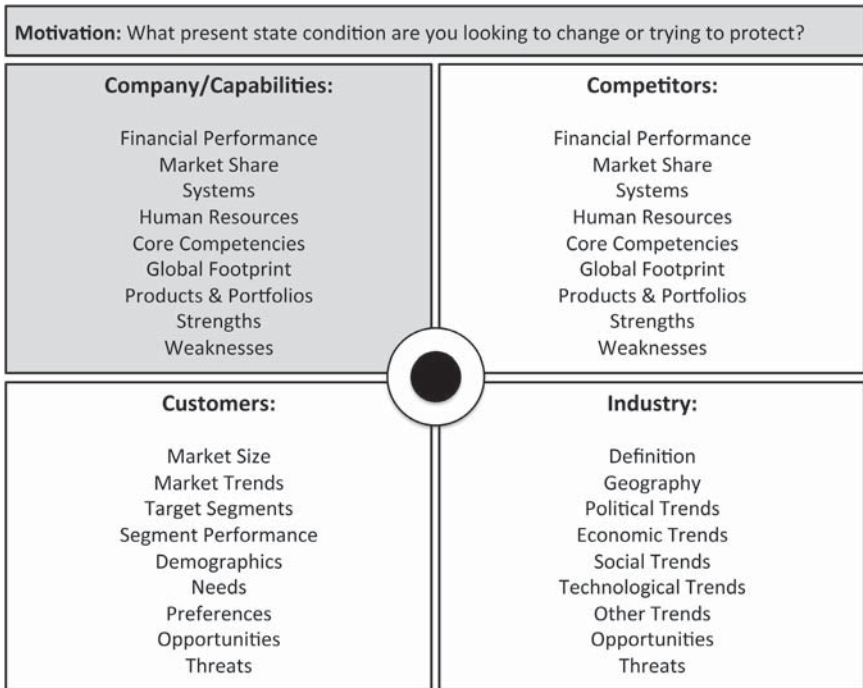 Motivation: What present state condition are you looking to change or trying to protect?
Company/Capabilities:
Financial Performance
Market Share
Systems
Human Resources
Core Competencies
Global Footprint
Products & Portfolios
Strengths
Weaknesses
Competitors:
Financial Performance
Market Share
Systems
Human Resources
Core Competencies
Global Footprint
Products & Portfolios
Strengths
Weaknesses
Customers:
Market Size
Market Trends
Target Segments
Segment Performance
Demographics
Needs
Preferences
Opportunities
Threats
Industry:
Definition
Geography
Political Trends
Economic Trends
Social Trends
Technological Trends
Other Trends
Opportunities
Threats